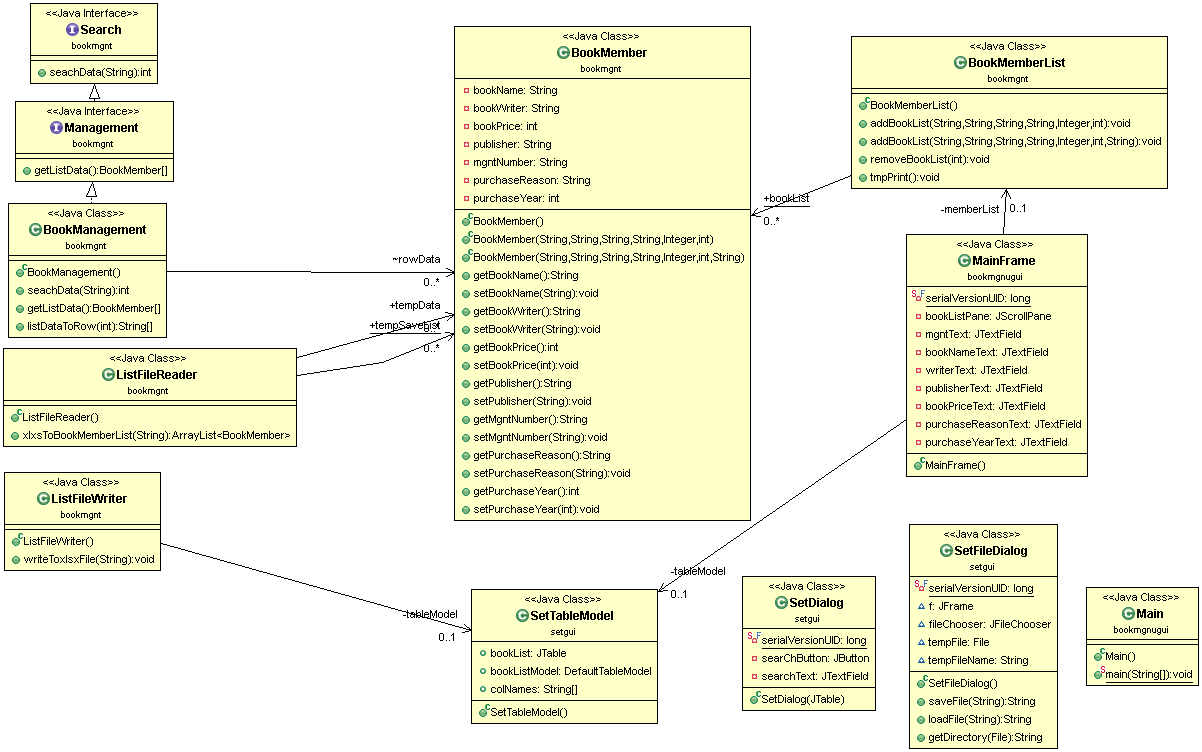 <<Java Interface>>
Search
bookmgnt
seachData(String):int
<<Java Interface>>
Management
bookmgnt
getListData():BookMember[]
<<Java Class>>
BookManagement
bookmgnt
BookManagement()
seachData(String):int
getListData():BookMember[]
listDataToRow(int):String[]
<<Java Class>>
ListFileReader
bookmgnt
ListFileReader()
xlxsToBookMemberList(String):ArrayList<BookMember>
<<Java Class>>
ListFileWriter
bookmgnt
ListFileWriter()
writeToxlsxFile(String):void
~rowData
0..*
+tempData
0..*
+tempSaveList
0..*
<<Java Class>>
BookMember
bookmgnt
bookName: String
bookWriter: String
bookPrice: int
publisher: String
mgntNumber: String
purchaseReason: String
purchaseYear: int
BookMember()
BookMember(String,String,String,String,Integer,int)
BookMember(String,String,String,String,Integer,int,String)
getBookName():String
setBookName(String):void
getBookWriter():String
setBookWriter(String):void
getBookPrice():int
setBookPrice(int):void
getPublisher():String
setPublisher(String):void
getMgntNumber():String
setMgntNumber(String):void
getPurchaseReason():String
setPurchaseReason(String):void
getPurchaseYear():int
setPurchaseYear(int):void
+bookList
0..*
<<Java Class>>
BookMemberList
bookmgnt
BookMemberList()
addBookList(String,String,String,String,Integer,int):void
addBookList(String,String,String,String,Integer,int,String):void
removeBookList(int):void
tmpPrint():void
-memberList
0..1
<<Java Class>>
MainFrame
bookmgnugui
serialVersionUID: long
bookListPane: JScrollPane
mgntText: JTextField
bookNameText: JTextField
writerText: JTextField
publisherText: JTextField
bookPriceText: JTextField
purchaseReasonText: JTextField
purchaseYearText: JTextField
MainFrame()
-tableModel
0..1
-tableModel
0..1
<<Java Class>>
SetTableModel
setgui
bookList: JTable
bookListModel: DefaultTableModel
colNames: String[]
SetTableModel()
<<Java Class>>
SetDialog
setgui
serialVersionUID: long
searChButton: JButton
searchText: JTextField
SetDialog(JTable)
<<Java Class>>
SetFileDialog
setgui
serialVersionUID: long
f: JFrame
fileChooser: JFileChooser
tempFile: File
tempFileName: String
SetFileDialog()
saveFile(String):String
loadFile(String):String
getDirectory(File):String
<<Java Class>>
Main
bookmgnugui
Main()
main(String[]):void